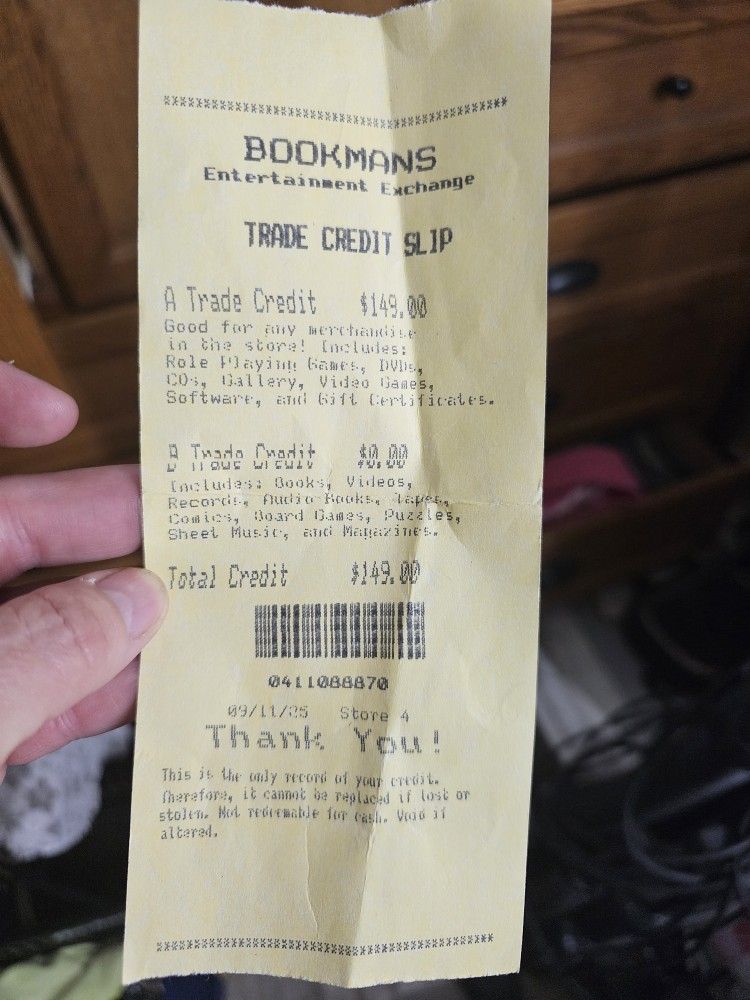 ******************************************
BOOKMANS
Entertainment Exchange
TRADE CREDIT SLIP
A Trade Credit $149.00
Good for any merchandise
in the store! Includes:
Role Playing Games, DVDs,
CDs, Gallery, Video Games,
Software, and Gift Certificates.
B Trade Credit $0.00
Includes: Books, Videos,
Records, Audio Books, Tapes,
Comics, Board Games, Puzzles,
Sheet Music, and Magazines.
Total Credit $149.00
0411088870
09/11/25 Store 4
Thank You!
This is the only record of your credit.
Therefore, it cannot be replaced if lost or
stolen. Not redeemable for cash. Void if
altered.
******************************************